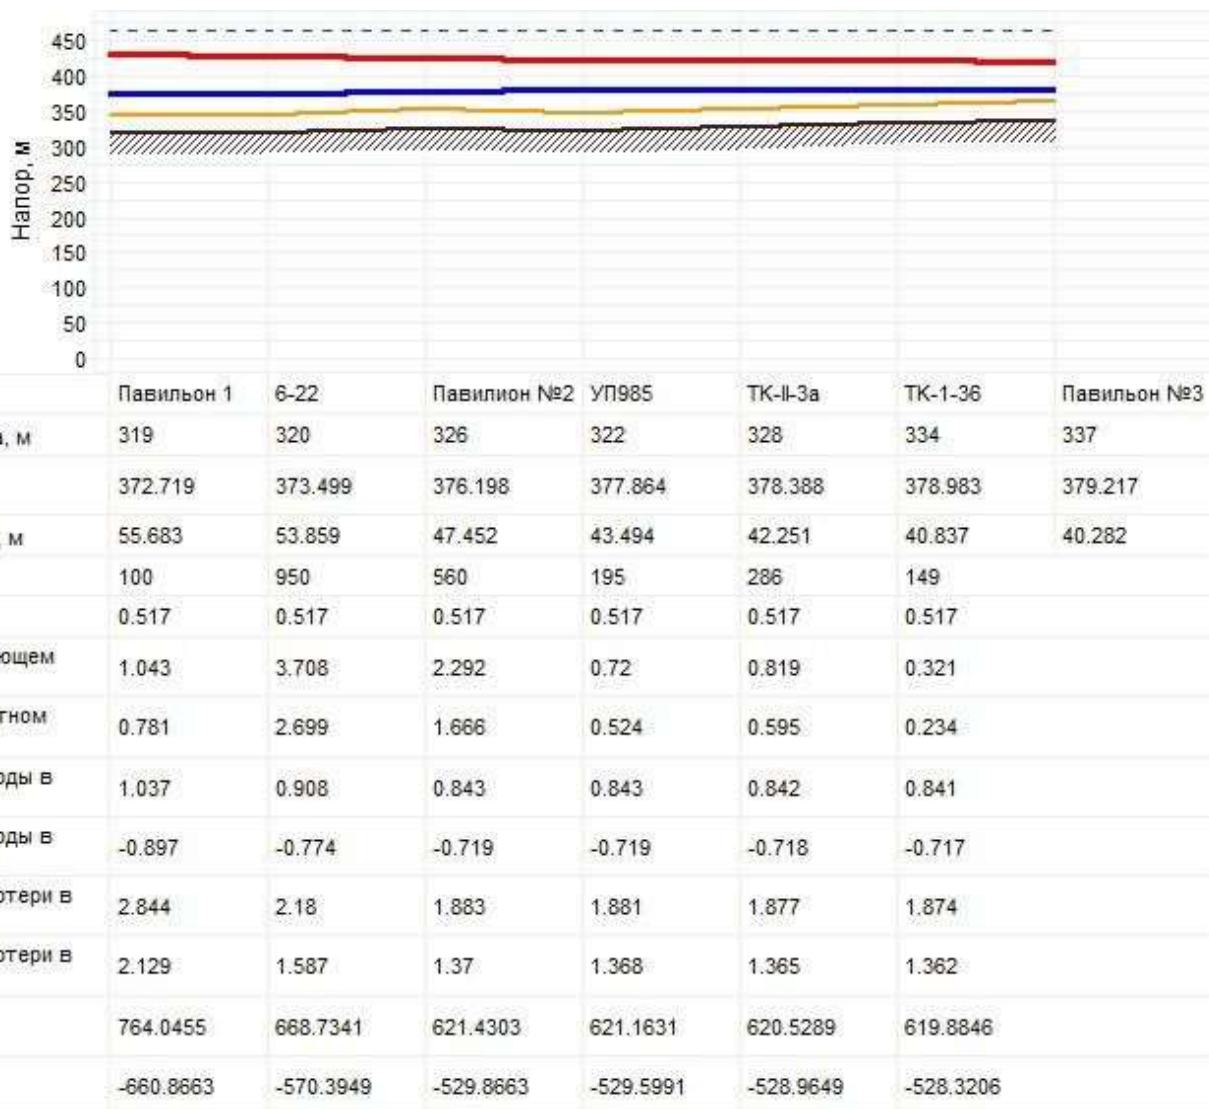 450
400
350
300
250
200
150
100
50
0
Напор, м
Павильон 1 6-22 Павилион №2 УП985 ТК-II-3а ТК-1-3б Павильон №3
, м 319 320 326 322 328 334 337
372.719 373.499 376.198 377.864 378.388 378.983 379.217
, м 55.683 53.859 47.452 43.494 42.251 40.837 40.282
100 950 560 195 286 149
0.517 0.517 0.517 0.517 0.517 0.517
ющем
1.043 3.708 2.292 0.72 0.819 0.321
тном
0.781 2.699 1.666 0.524 0.595 0.234
оды в
1.037 0.908 0.843 0.843 0.842 0.841
оды в
-0.897 -0.774 -0.719 -0.719 -0.718 -0.717
отери в
2.844 2.18 1.883 1.881 1.877 1.874
отери в
2.129 1.587 1.37 1.368 1.365 1.362
764.0455 668.7341 621.4303 621.1631 620.5289 619.8846
-660.8663 -570.3949 -529.8663 -529.5991 -528.9649 -528.3206